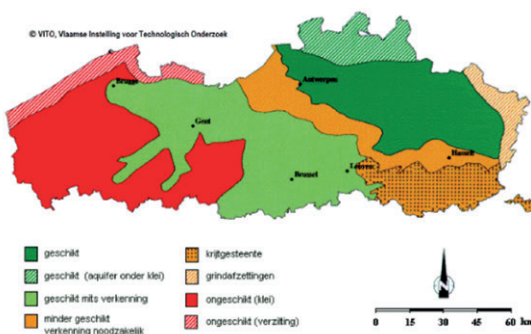 © VITO, Vlaamse Instelling voor Technologisch Onderzoek
Brugge
Antwerpen
Gent
Hasselt
Leuven
Brussel
geschikt
geschikt (aquifer onder klei)
geschikt mits verkenning
minder geschikt
verkenning noodzakelijk
krijtgesteente
grindafzettingen
ongeschikt (klei)
ongeschikt (verzilting)
N
0 15 30 45 60 km